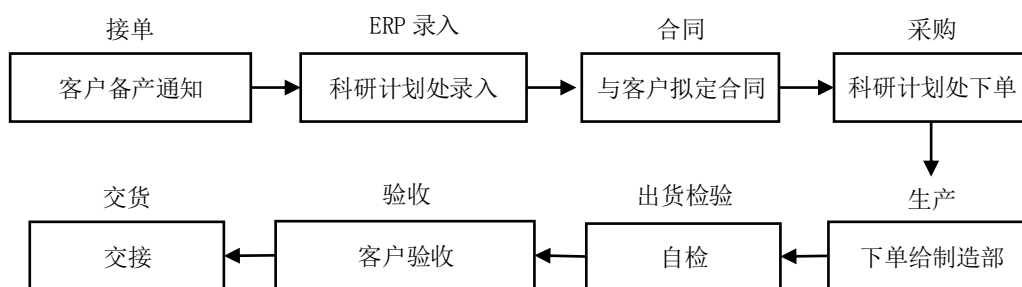 接单 ERP 录入 合同 采购
客户备产通知 科研计划处录入 与客户拟定合同 科研计划处下单
交货 验收 出货检验 生产
交接 客户验收 自检 下单给制造部